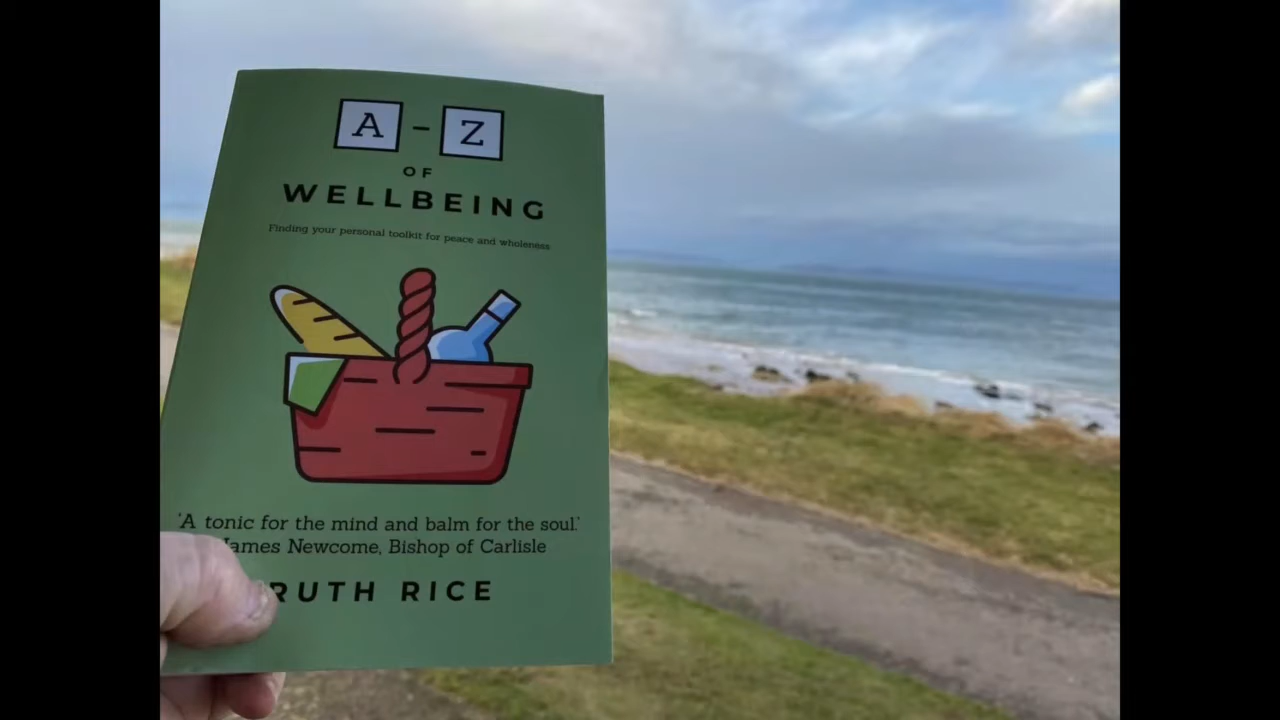 A - Z
OF
WELLBEING
Finding your personal toolkit for peace and wholeness
'A tonic for the mind and balm for the soul.'
James Newcome, Bishop of Carlisle
RUTH RICE